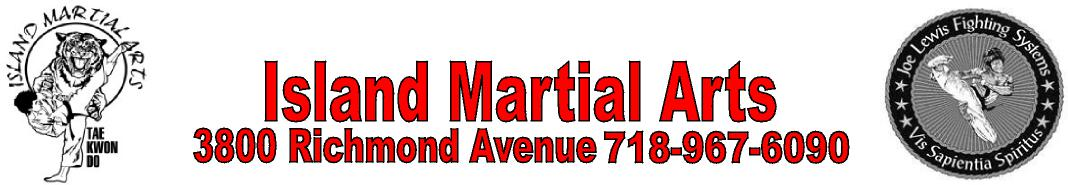 ISLAND MARTIAL ARTS
TAE
KWON
DO
Island Martial Arts
3800 Richmond Avenue 718-967-6090
Joe Lewis Fighting Systems
Vis Sapientia Spiritus